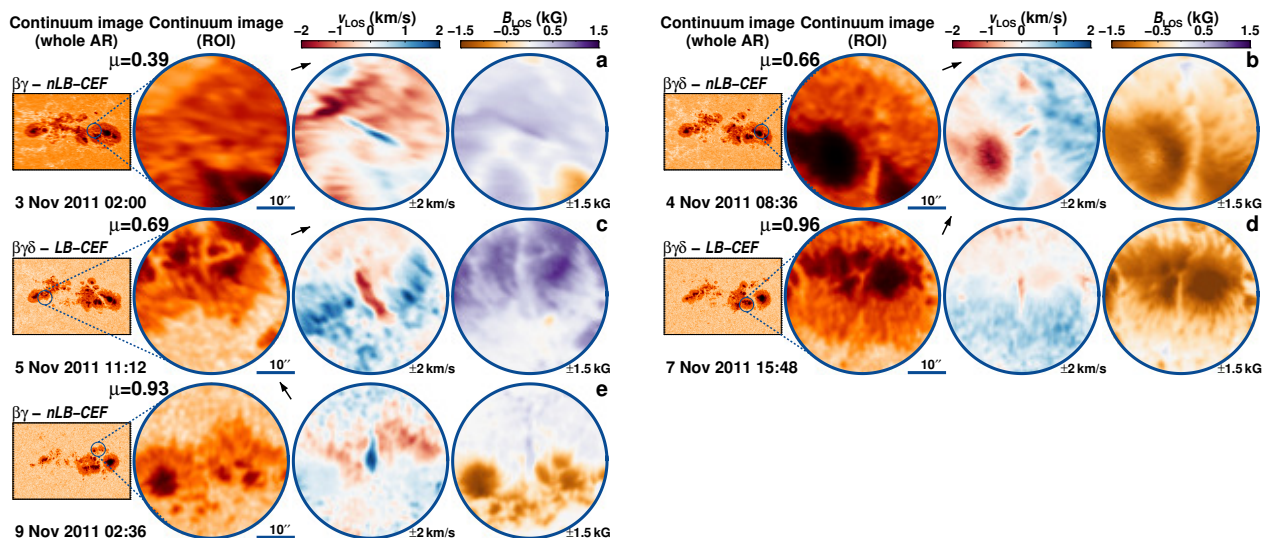 Continuum image (whole AR)
Continuum image (ROI)
v_LOS (km/s)
−2 −1 0 1 2
B_LOS (kG)
−1.5 −0.5 0.5 1.5
μ=0.39
a
βγ − nLB−CEF
3 Nov 2011 02:00
10′′
±2 km/s
±1.5 kG
Continuum image (whole AR)
Continuum image (ROI)
v_LOS (km/s)
−2 −1 0 1 2
B_LOS (kG)
−1.5 −0.5 0.5 1.5
μ=0.66
b
βγδ − nLB−CEF
4 Nov 2011 08:36
10′′
±2 km/s
±1.5 kG
μ=0.69
c
βγδ − LB−CEF
5 Nov 2011 11:12
10′′
±2 km/s
±1.5 kG
μ=0.96
d
βγδ − LB−CEF
7 Nov 2011 15:48
10′′
±2 km/s
±1.5 kG
μ=0.93
e
βγ − nLB−CEF
9 Nov 2011 02:36
10′′
±2 km/s
±1.5 kG